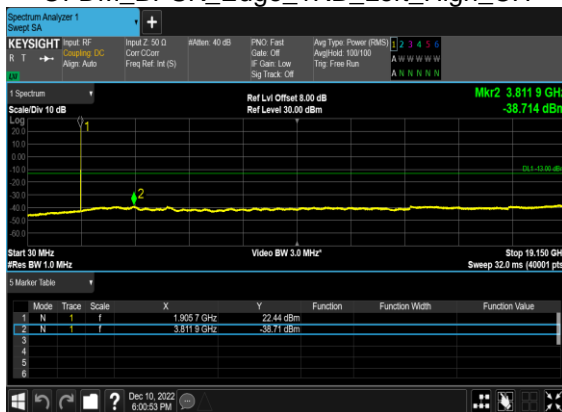 Spectrum Analyzer 1
Swept SA
+
KEYSIGHT
R T
LU
Input: RF
Coupling: DC
Align: Auto
Input Z: 50 Ω
Corr CCorr
Freq Ref: Int (S)
#Atten: 40 dB
PNO: Fast
Gate: Off
IF Gain: Low
Sig Track: Off
Avg Type: Power (RMS)
Avg|Hold: 100/100
Trig: Free Run
1 2 3 4 5 6
A W W W W W
A N N N N N
1 Spectrum
Scale/Div 10 dB
Ref Lvl Offset 8.00 dB
Ref Level 30.00 dBm
Mkr2 3.811 9 GHz
-38.714 dBm
Log
20.0
10.0
0.00
-10.0
-20.0
-30.0
-40.0
-50.0
-60.0
1
2
DL1 -13.00 dB
Start 30 MHz
#Res BW 1.0 MHz
Video BW 3.0 MHz*
Stop 19.150 GH
Sweep 32.0 ms (40001 pts
5 Marker Table
Mode Trace Scale X Y Function Function Width Function Value
1 N 1 f 1.905 7 GHz 22.44 dBm
2 N 1 f 3.811 9 GHz -38.71 dBm
3
4
5
6
?
Dec 10, 2022
6:00:53 PM